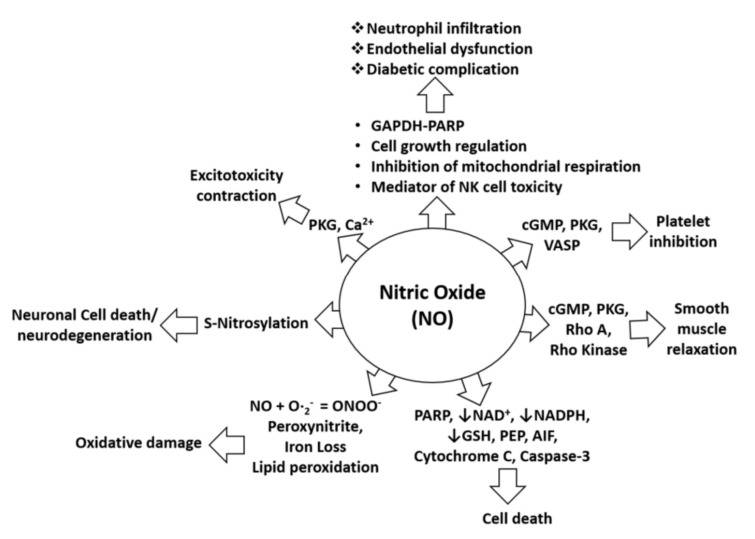 ❖ Neutrophil infiltration
❖ Endothelial dysfunction
❖ Diabetic complication
• GAPDH-PARP
• Cell growth regulation
• Inhibition of mitochondrial respiration
• Mediator of NK cell toxicity
Excitotoxicity
contraction
PKG, Ca²⁺
cGMP, PKG,
VASP
Platelet
inhibition
Nitric Oxide
(NO)
Neuronal Cell death/
neurodegeneration
S-Nitrosylation
cGMP, PKG,
Rho A,
Rho Kinase
Smooth
muscle
relaxation
NO + O·₂⁻ = ONOO⁻
Peroxynitrite,
Iron Loss
Lipid peroxidation
Oxidative damage
PARP, ↓NAD⁺, ↓NADPH,
↓GSH, PEP, AIF,
Cytochrome C, Caspase-3
Cell death